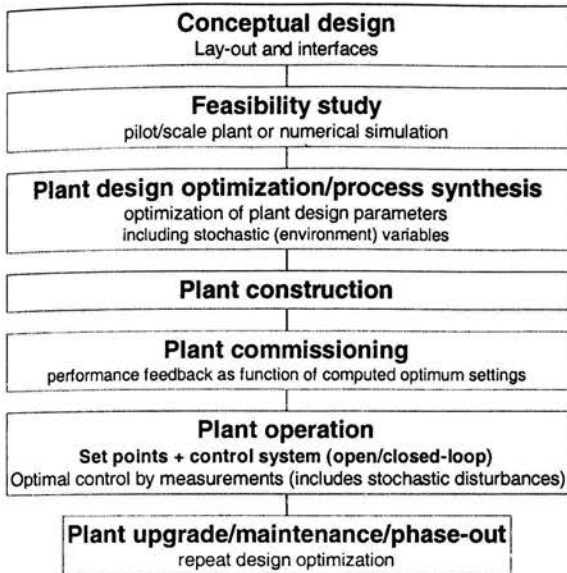 Conceptual design
Lay-out and interfaces
Feasibility study
pilot/scale plant or numerical simulation
Plant design optimization/process synthesis
optimization of plant design parameters
including stochastic (environment) variables
Plant construction
Plant commissioning
performance feedback as function of computed optimum settings
Plant operation
Set points + control system (open/closed-loop)
Optimal control by measurements (includes stochastic disturbances)
Plant upgrade/maintenance/phase-out
repeat design optimization